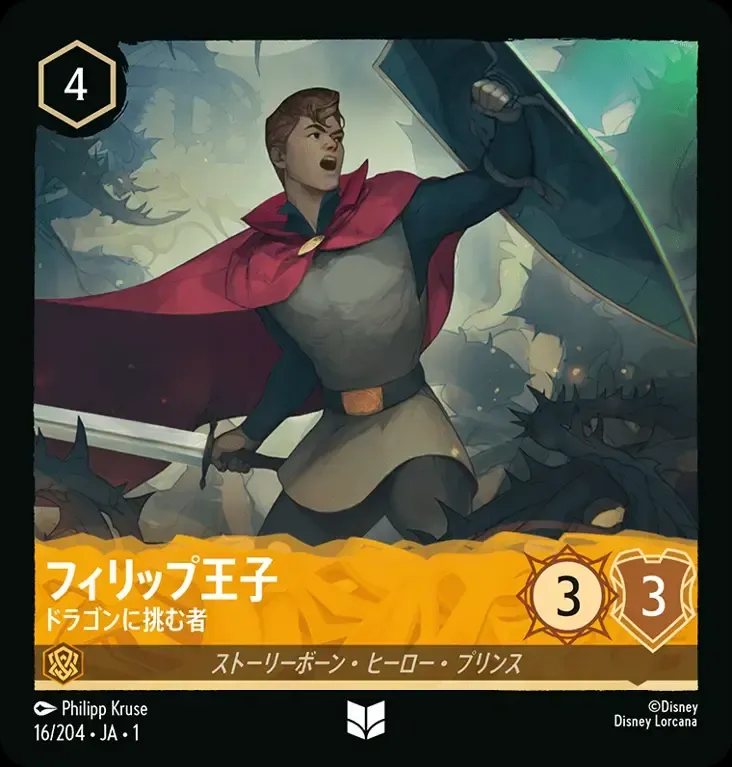 4
フィリップ王子
ドラゴンに挑む者
3
3
ストーリーボーン・ヒーロー・プリンス
Philipp Kruse
16/204・JA・1
©Disney
Disney Lorcana